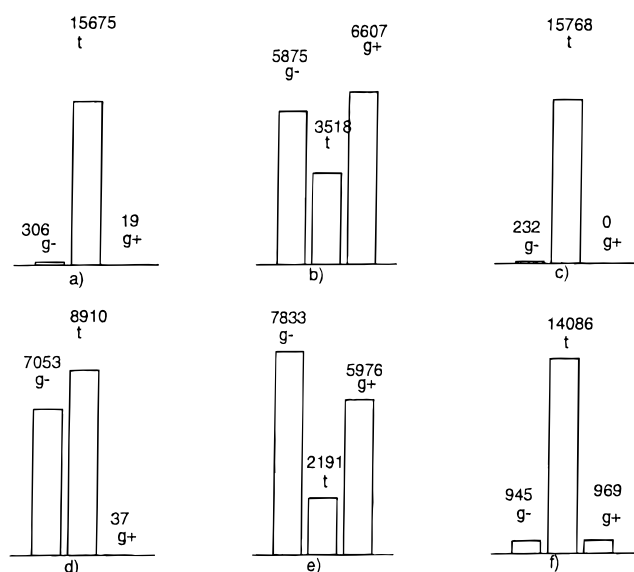 15675
t
306
g-
19
g+
a)
5875
g-
3518
t
6607
g+
b)
15768
t
232
g-
0
g+
c)
8910
t
7053
g-
37
g+
d)
7833
g-
2191
t
5976
g+
e)
14086
t
945
g-
969
g+
f)